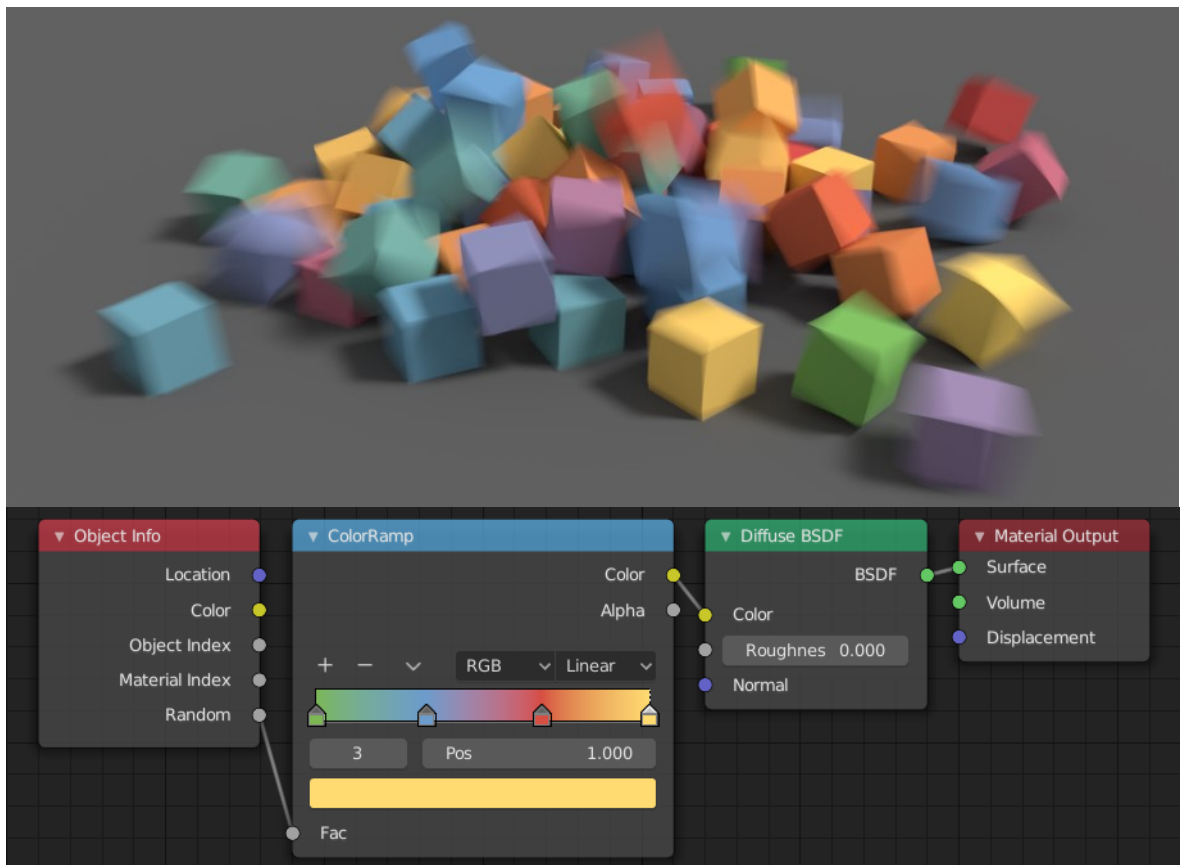 Object Info
Location
Color
Object Index
Material Index
Random
ColorRamp
Color
Alpha
+ − RGB Linear
3 Pos 1.000
Fac
Diffuse BSDF
BSDF
Color
Roughnes 0.000
Normal
Material Output
Surface
Volume
Displacement